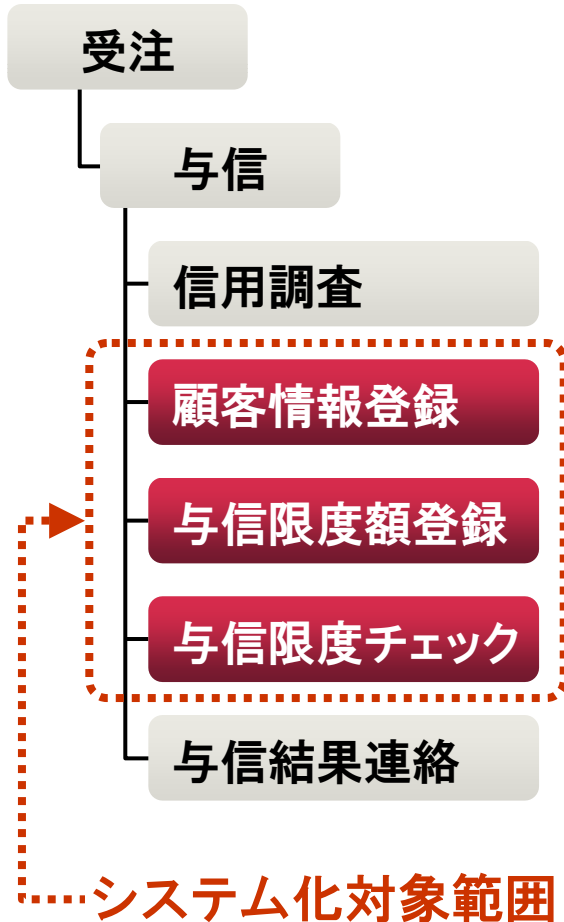 受注
与信
信用調査
顧客情報登録
与信限度額登録
与信限度チェック
与信結果連絡
システム化対象範囲